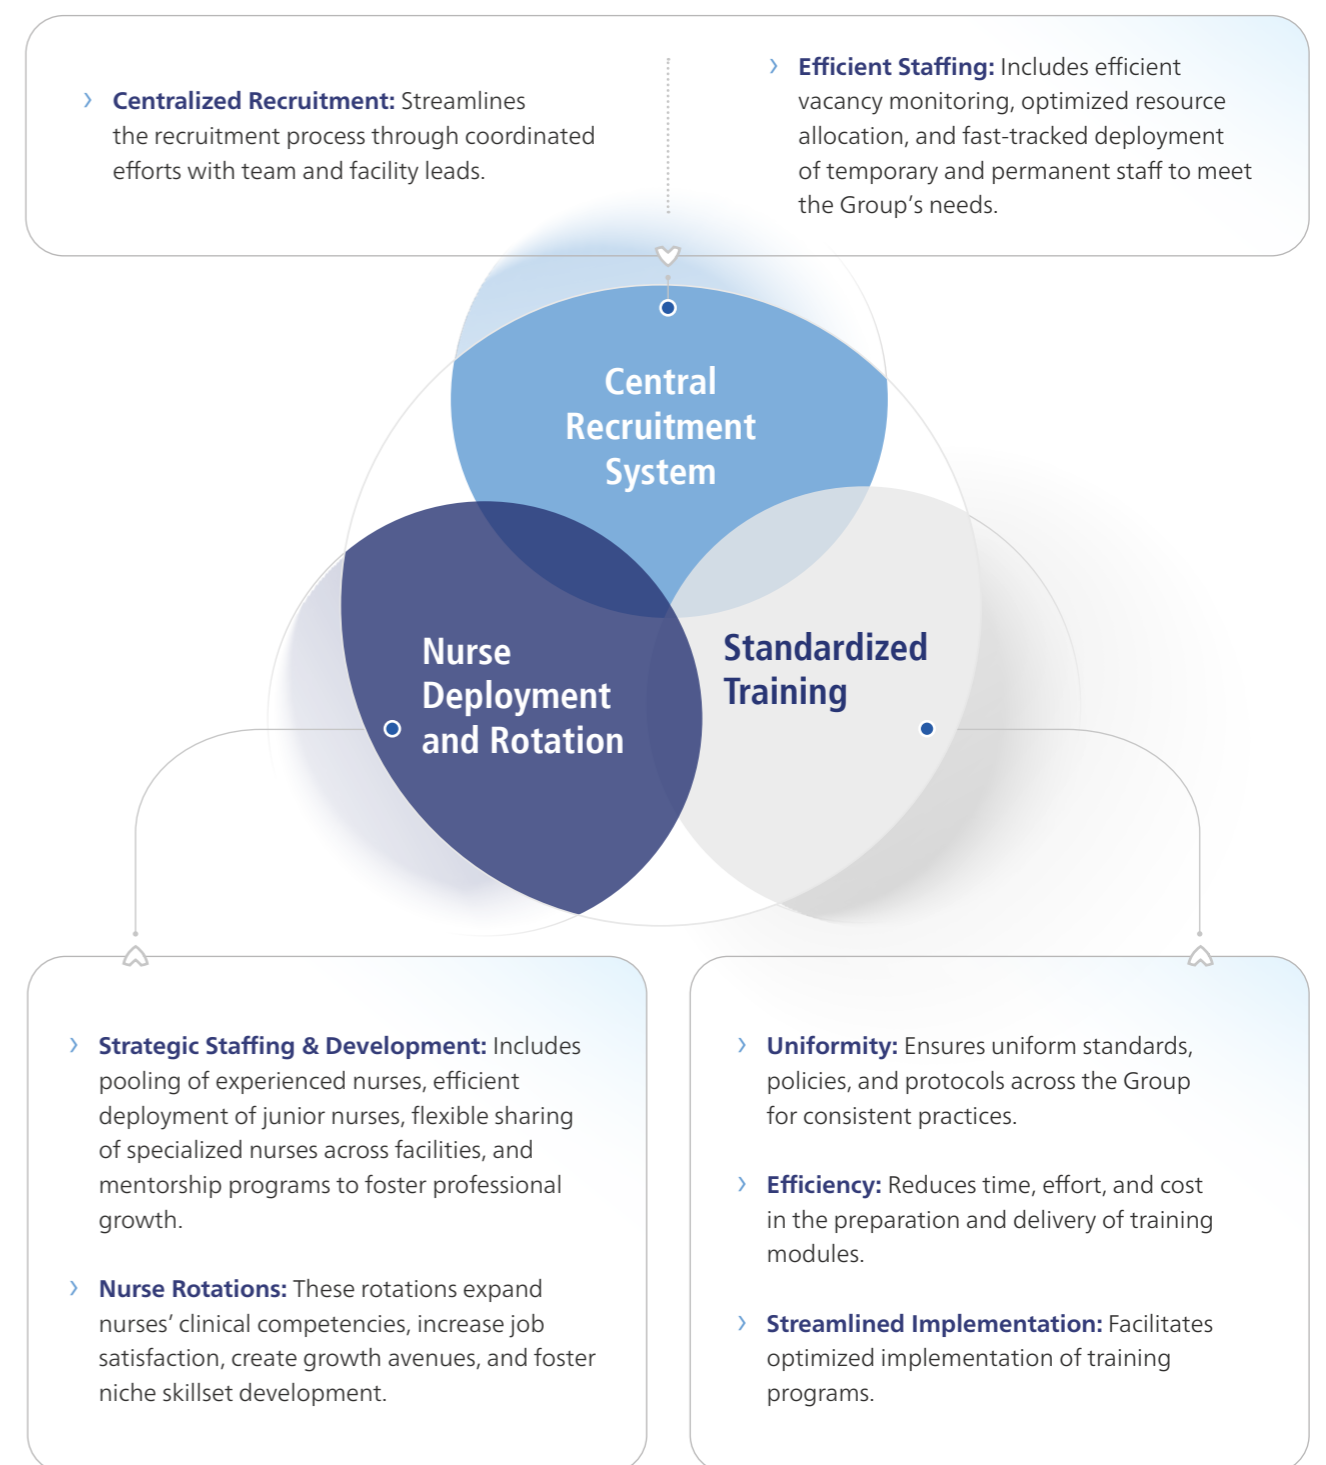 Centralized Recruitment: Streamlines
the recruitment process through coordinated
efforts with team and facility leads.
Efficient Staffing: Includes efficient
vacancy monitoring, optimized resource
allocation, and fast-tracked deployment
of temporary and permanent staff to meet
the Group’s needs.
Central
Recruitment
System
Nurse
Deployment
and Rotation
Standardized
Training
Strategic Staffing & Development: Includes
pooling of experienced nurses, efficient
deployment of junior nurses, flexible sharing
of specialized nurses across facilities, and
mentorship programs to foster professional
growth.
Nurse Rotations: These rotations expand
nurses’ clinical competencies, increase job
satisfaction, create growth avenues, and foster
niche skillset development.
Uniformity: Ensures uniform standards,
policies, and protocols across the Group
for consistent practices.
Efficiency: Reduces time, effort, and cost
in the preparation and delivery of training
modules.
Streamlined Implementation: Facilitates
optimized implementation of training
programs.